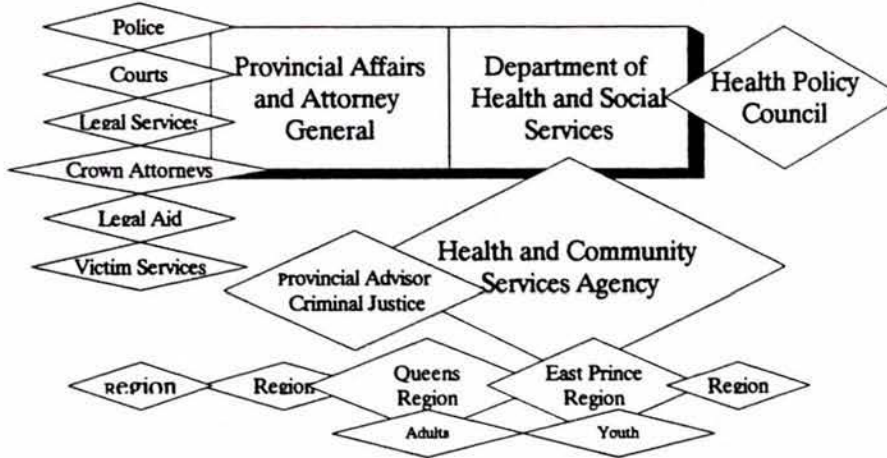 Police
Courts
Legal Services
Crown Attorneys
Legal Aid
Victim Services
Provincial Affairs
and Attorney
General
Department of
Health and Social
Services
Health Policy
Council
Health and Community
Services Agency
Provincial Advisor
Criminal Justice
Region
Region
Queens
Region
East Prince
Region
Region
Adults
Youth